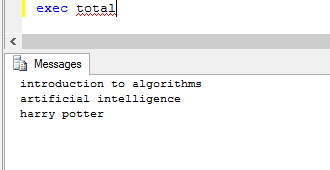 exec total
Messages
introduction to algorithms
artificial intelligence
harry potter